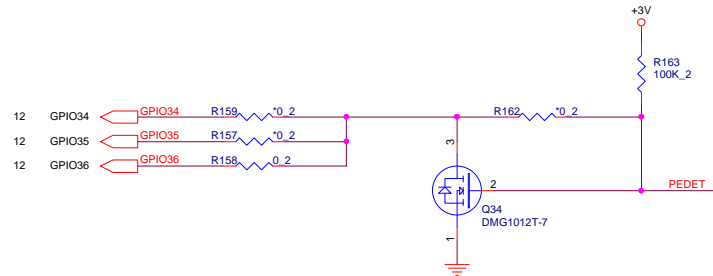 +3V
R163
100K_2
12 GPIO34 GPIO34 R159 *0_2 R162 *0_2
12 GPIO35 GPIO35 R157 *0_2
12 GPIO36 GPIO36 R158 0_2
3
2 PEDET
Q34
DMG1012T-7
1